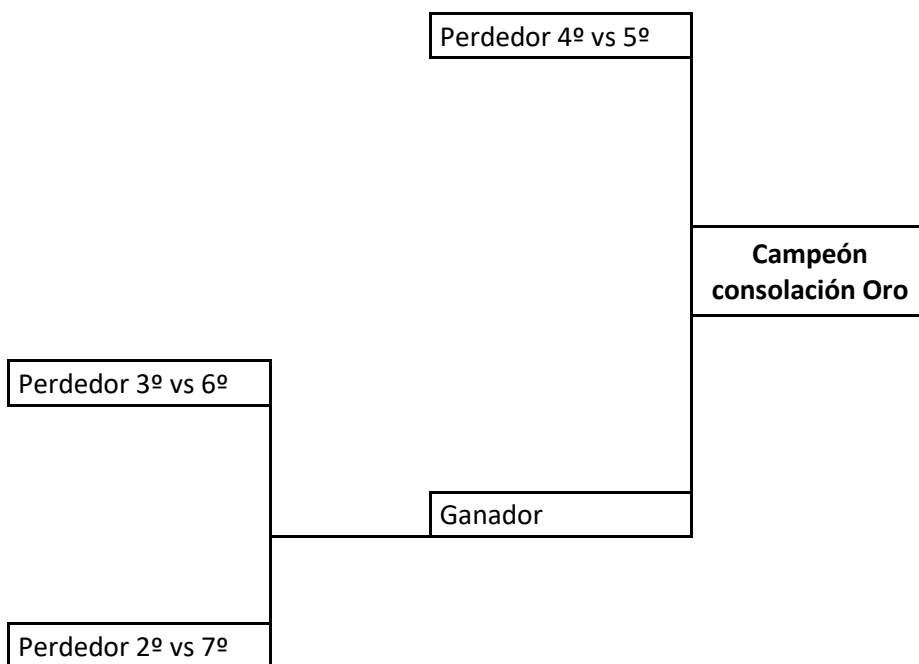 Perdedor 4º vs 5º
Campeón
consolación Oro
Perdedor 3º vs 6º
Ganador
Perdedor 2º vs 7º